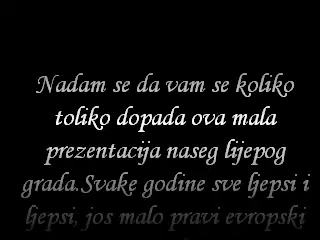 Nadam se da vam se koliko
toliko dopada ova mala
prezentacija naseg lijepog
grada.Svake godine sve ljepsi i
ljepsi, jos malo pravi evropski